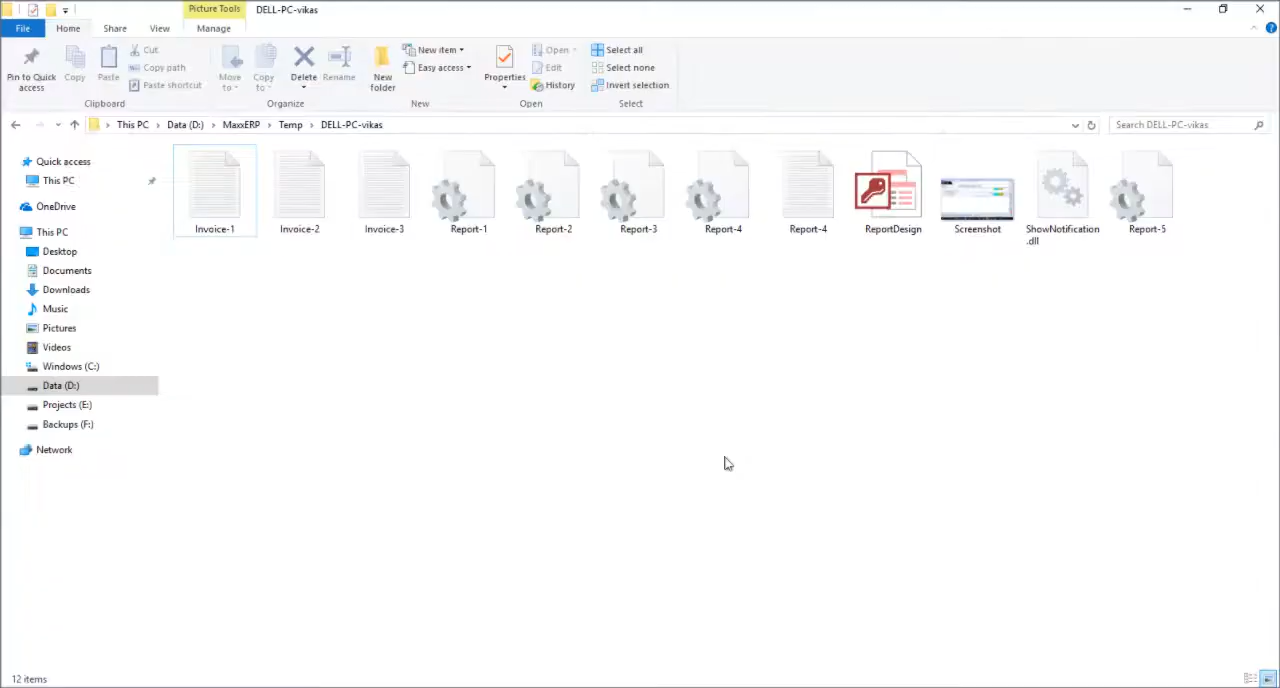 Picture Tools DELL-PC-vikas
File Home Share View Manage
Pin to Quick access
Copy
Paste
Cut
Copy path
Paste shortcut
Clipboard
Move to
Copy to
Delete
Rename
Organize
New folder
New item
Easy access
New
Properties
Open
Edit
History
Open
Select all
Select none
Invert selection
Select
This PC › Data (D:) › MaxxERP › Temp › DELL-PC-vikas
Search DELL-PC-vikas
Quick access
This PC
OneDrive
This PC
Desktop
Documents
Downloads
Music
Pictures
Videos
Windows (C:)
Data (D:)
Projects (E:)
Backups (F:)
Network
Invoice-1
Invoice-2
Invoice-3
Report-1
Report-2
Report-3
Report-4
Report-4
ReportDesign
Screenshot
ShowNotification
.dll
Report-5
12 items